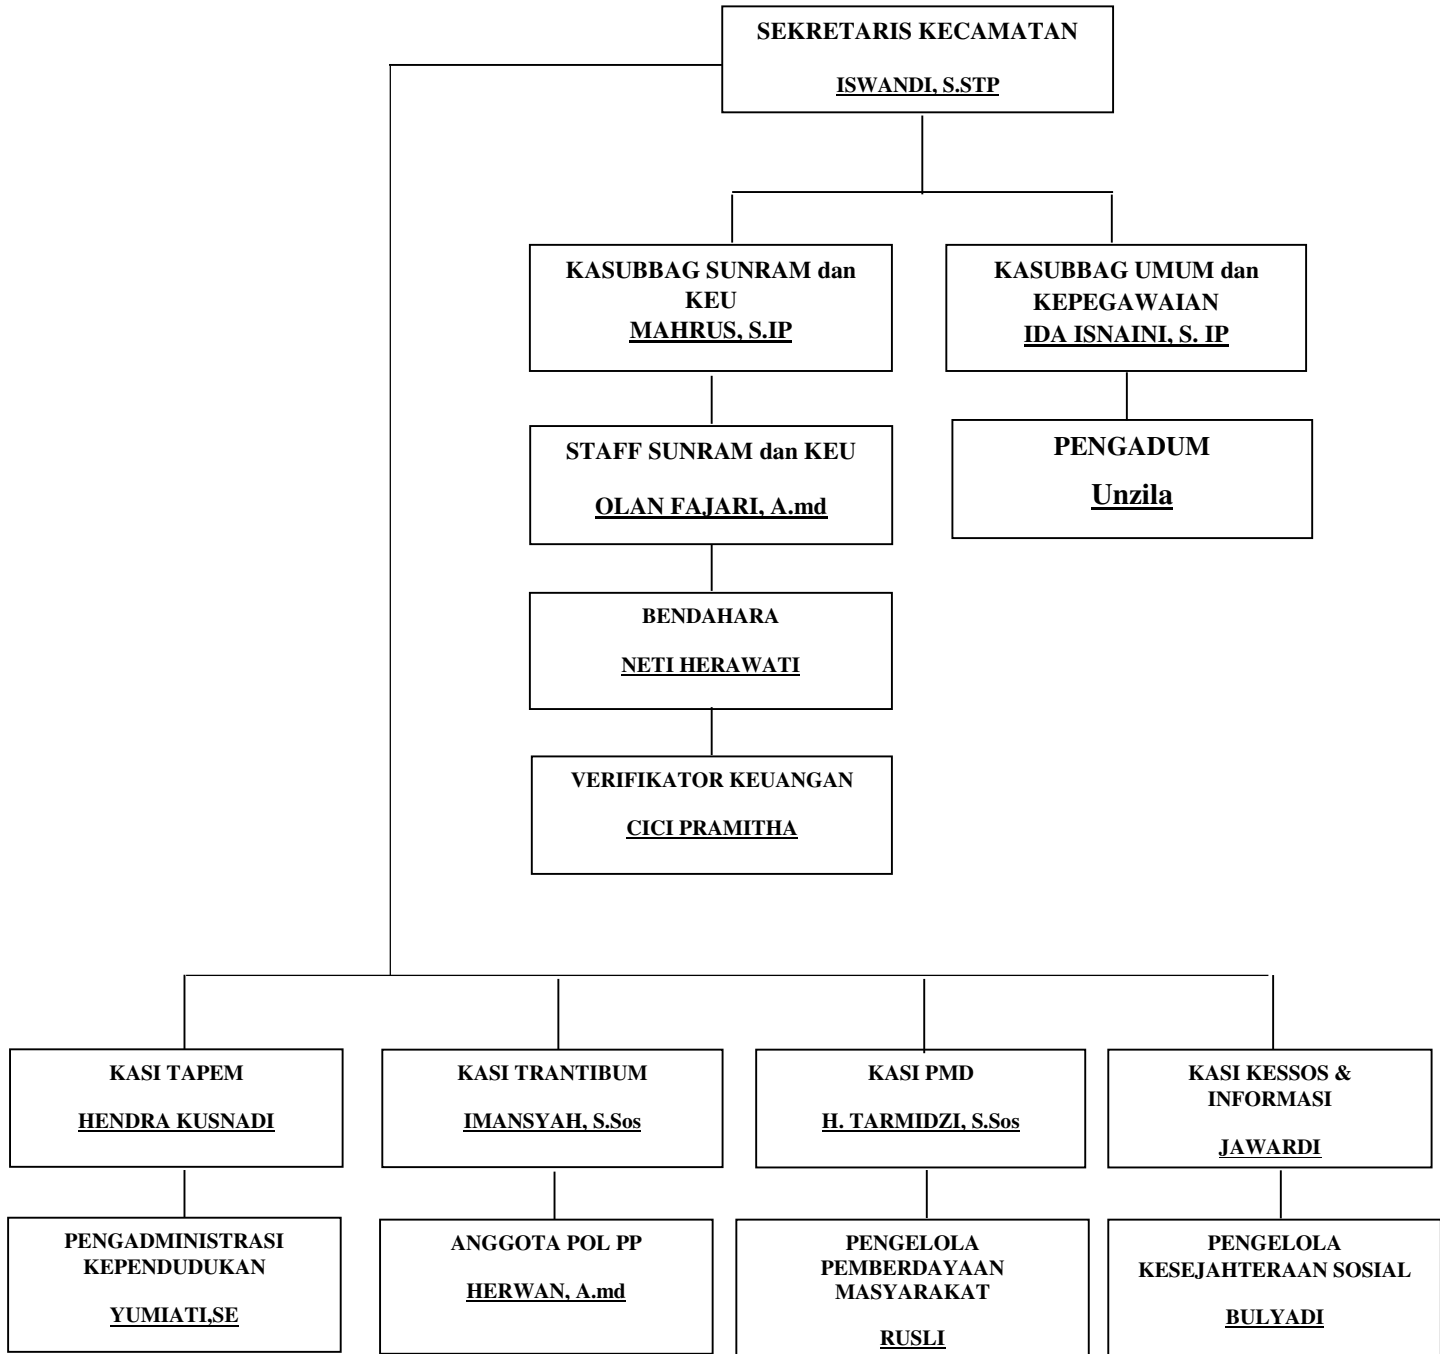 SEKRETARIS KECAMATAN
ISWANDI, S.STP
KASUBBAG SUNRAM dan
KEU
MAHRUS, S.IP
KASUBBAG UMUM dan
KEPEGAWAIAN
IDA ISNAINI, S. IP
STAFF SUNRAM dan KEU
OLAN FAJARI, A.md
PENGADUM
Unzila
BENDAHARA
NETI HERAWATI
VERIFIKATOR KEUANGAN
CICI PRAMITHA
KASI TAPEM
HENDRA KUSNADI
KASI TRANTIBUM
IMANSYAH, S.Sos
KASI PMD
H. TARMIDZI, S.Sos
KASI KESSOS &
INFORMASI
JAWARDI
PENGADMINISTRASI
KEPENDUDUKAN
YUMIATI,SE
ANGGOTA POL PP
HERWAN, A.md
PENGELOLA
PEMBERDAYAAN
MASYARAKAT
RUSLI
PENGELOLA
KESEJAHTERAAN SOSIAL
BULYADI